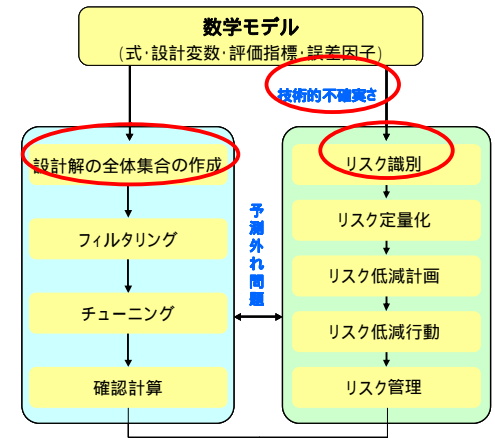 数学モデル
(式･設計変数･評価指標･誤差因子)
技術的不確実さ
設計解の全体集合の作成
フィルタリング
チューニング
確認計算
予測外れ問題
リスク識別
リスク定量化
リスク低減計画
リスク低減行動
リスク管理